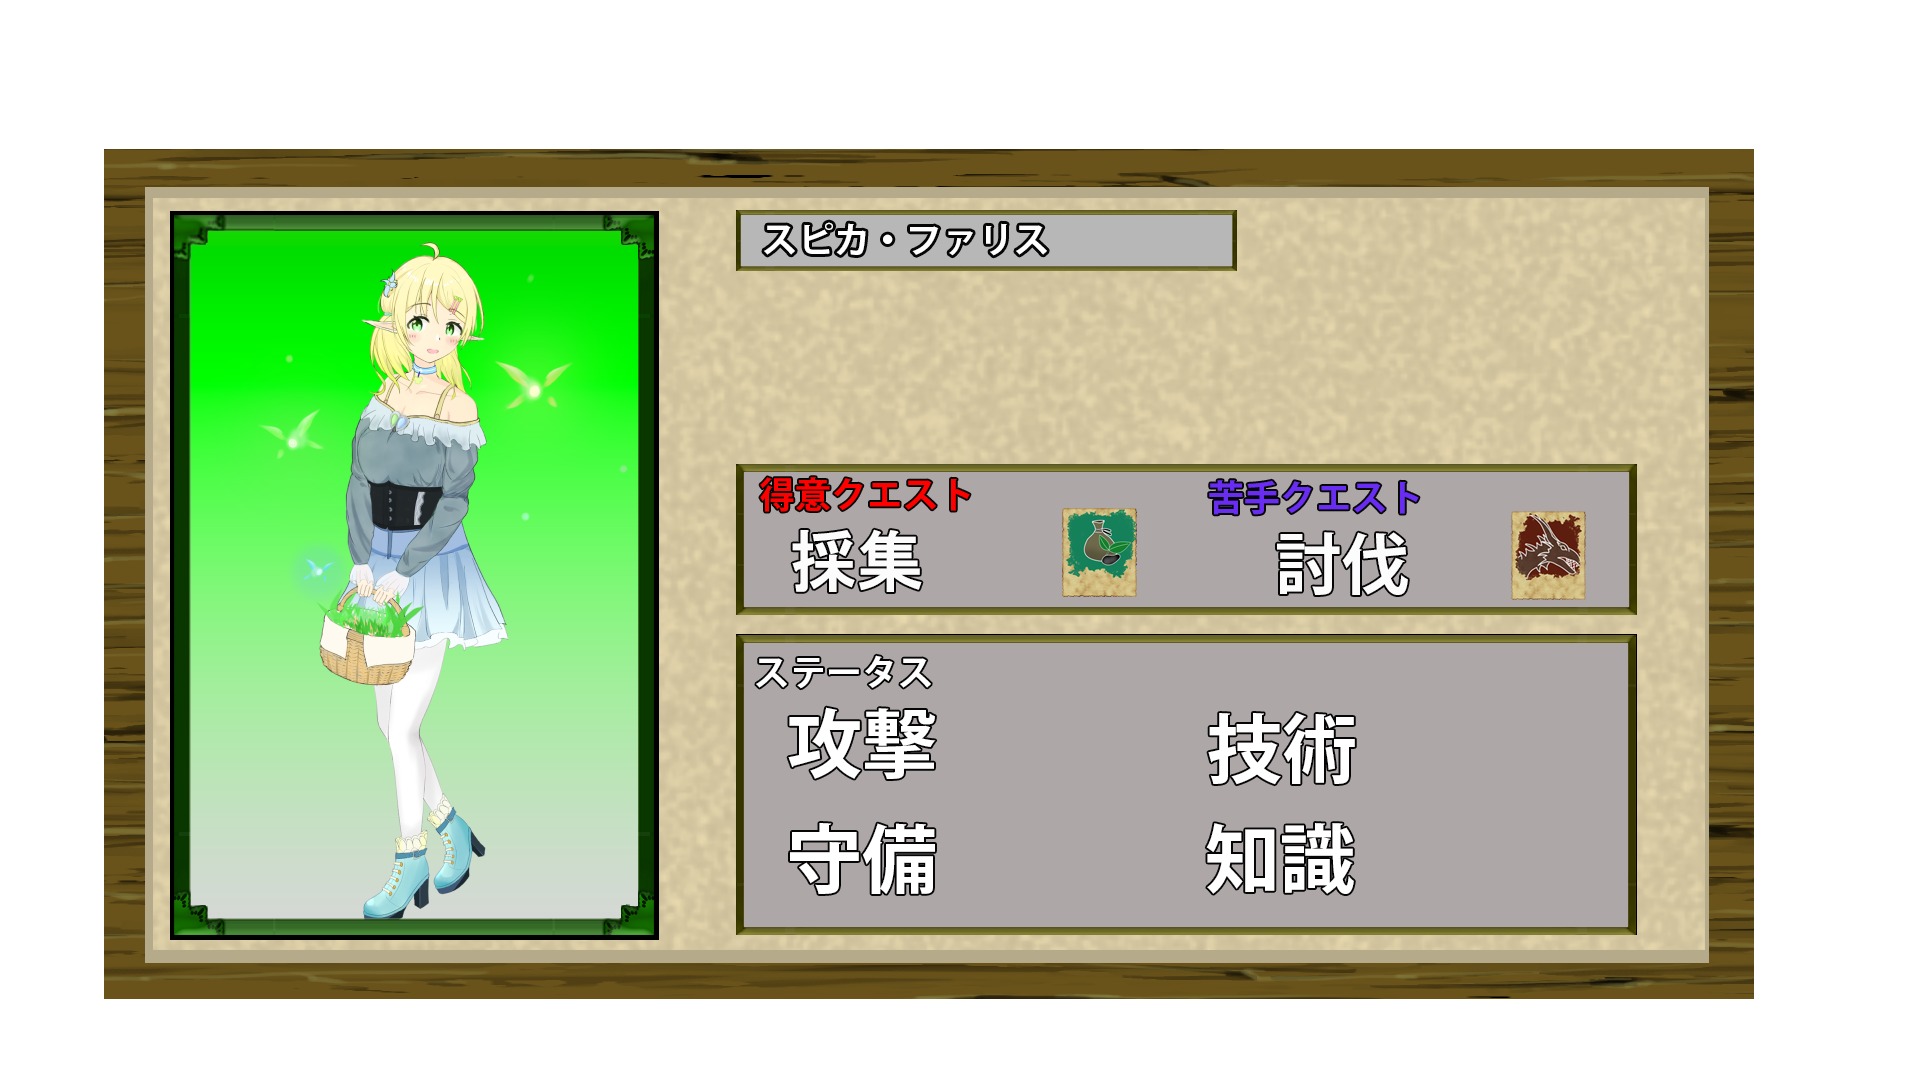 スピカ・ファリス
得意クエスト
苦手クエスト
採集
討伐
ステータス
攻撃
技術
守備
知識